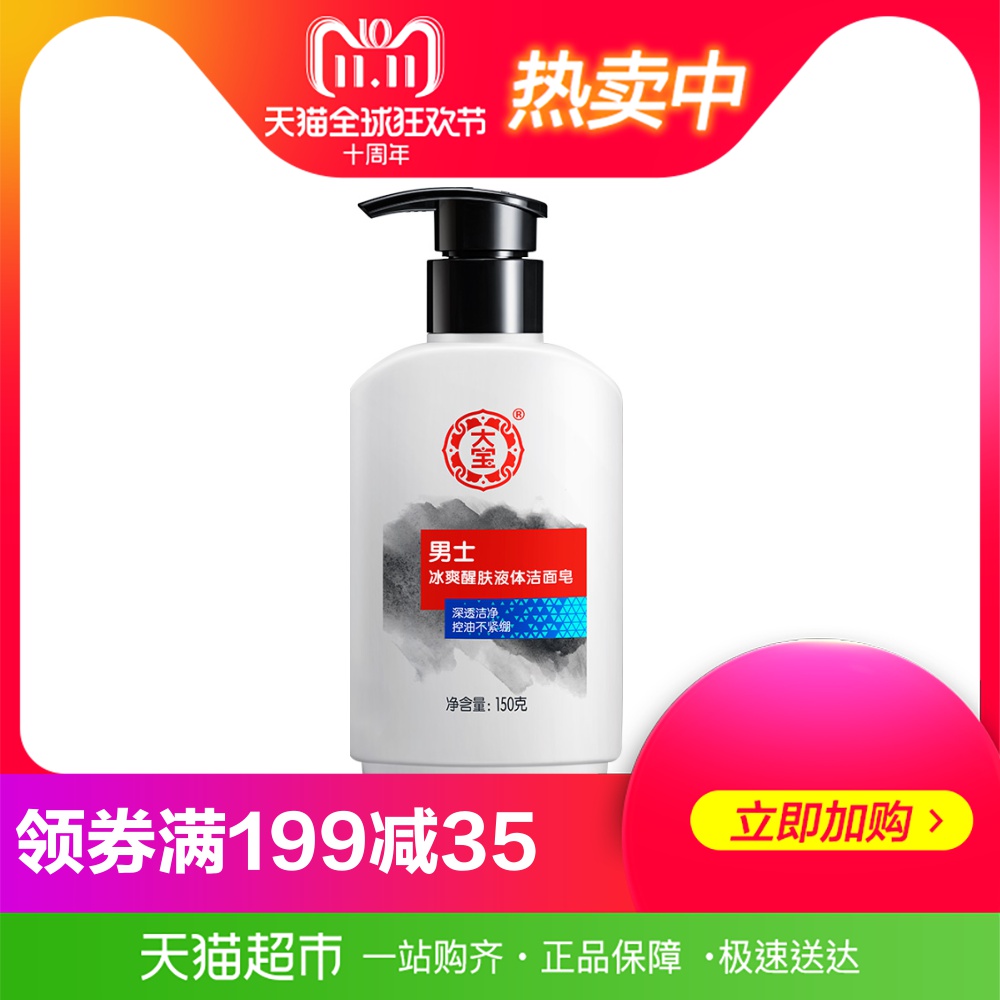 10
11.11
天猫全球狂欢节
十周年
热卖中
大宝
®
男士
冰爽醒肤液体洁面皂
深透洁净
控油不紧绷
净含量：150克
领券满199减35
立即加购 >
天猫超市 一站购齐·正品保障 ·极速送达